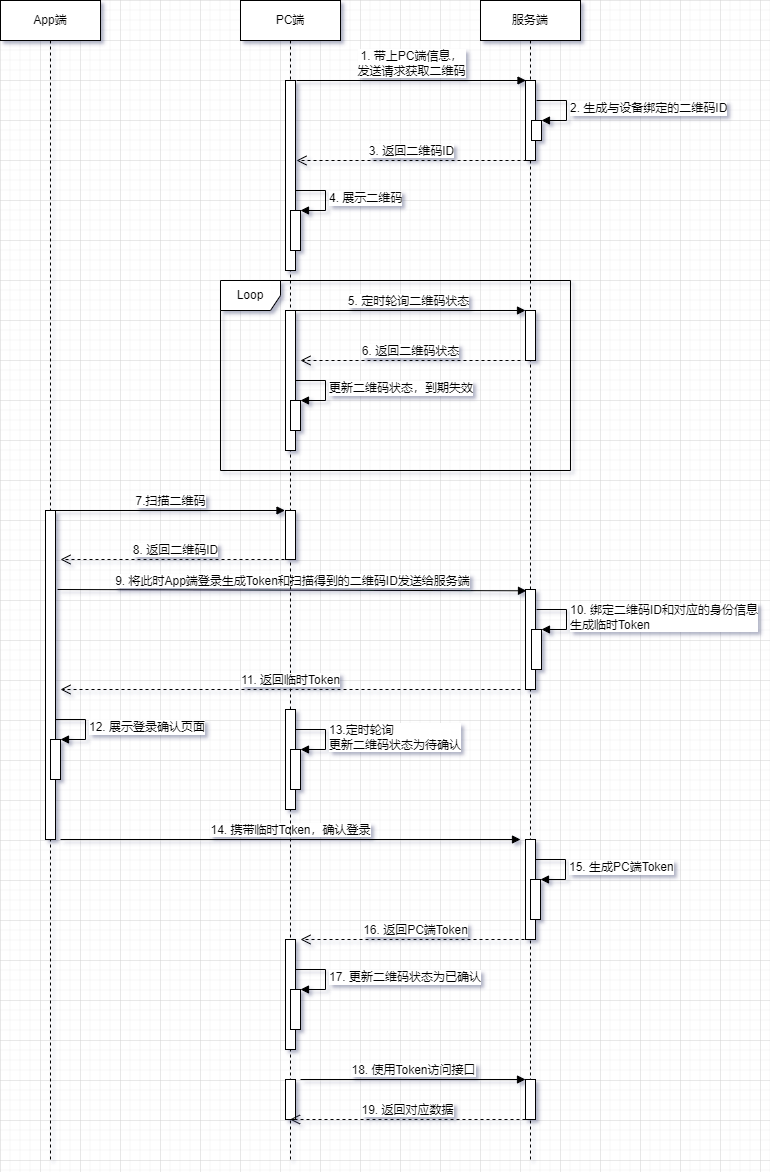 App端
PC端
服务端
1. 带上PC端信息，
发送请求获取二维码
2. 生成与设备绑定的二维码ID
3. 返回二维码ID
4. 展示二维码
Loop
5. 定时轮询二维码状态
6. 返回二维码状态
更新二维码状态，到期失效
7.扫描二维码
8. 返回二维码ID
9. 将此时App端登录生成Token和扫描得到的二维码ID发送给服务端
10. 绑定二维码ID和对应的身份信息
生成临时Token
11. 返回临时Token
12. 展示登录确认页面
13.定时轮询
更新二维码状态为待确认
14. 携带临时Token，确认登录
15. 生成PC端Token
16. 返回PC端Token
17. 更新二维码状态为已确认
18. 使用Token访问接口
19. 返回对应数据